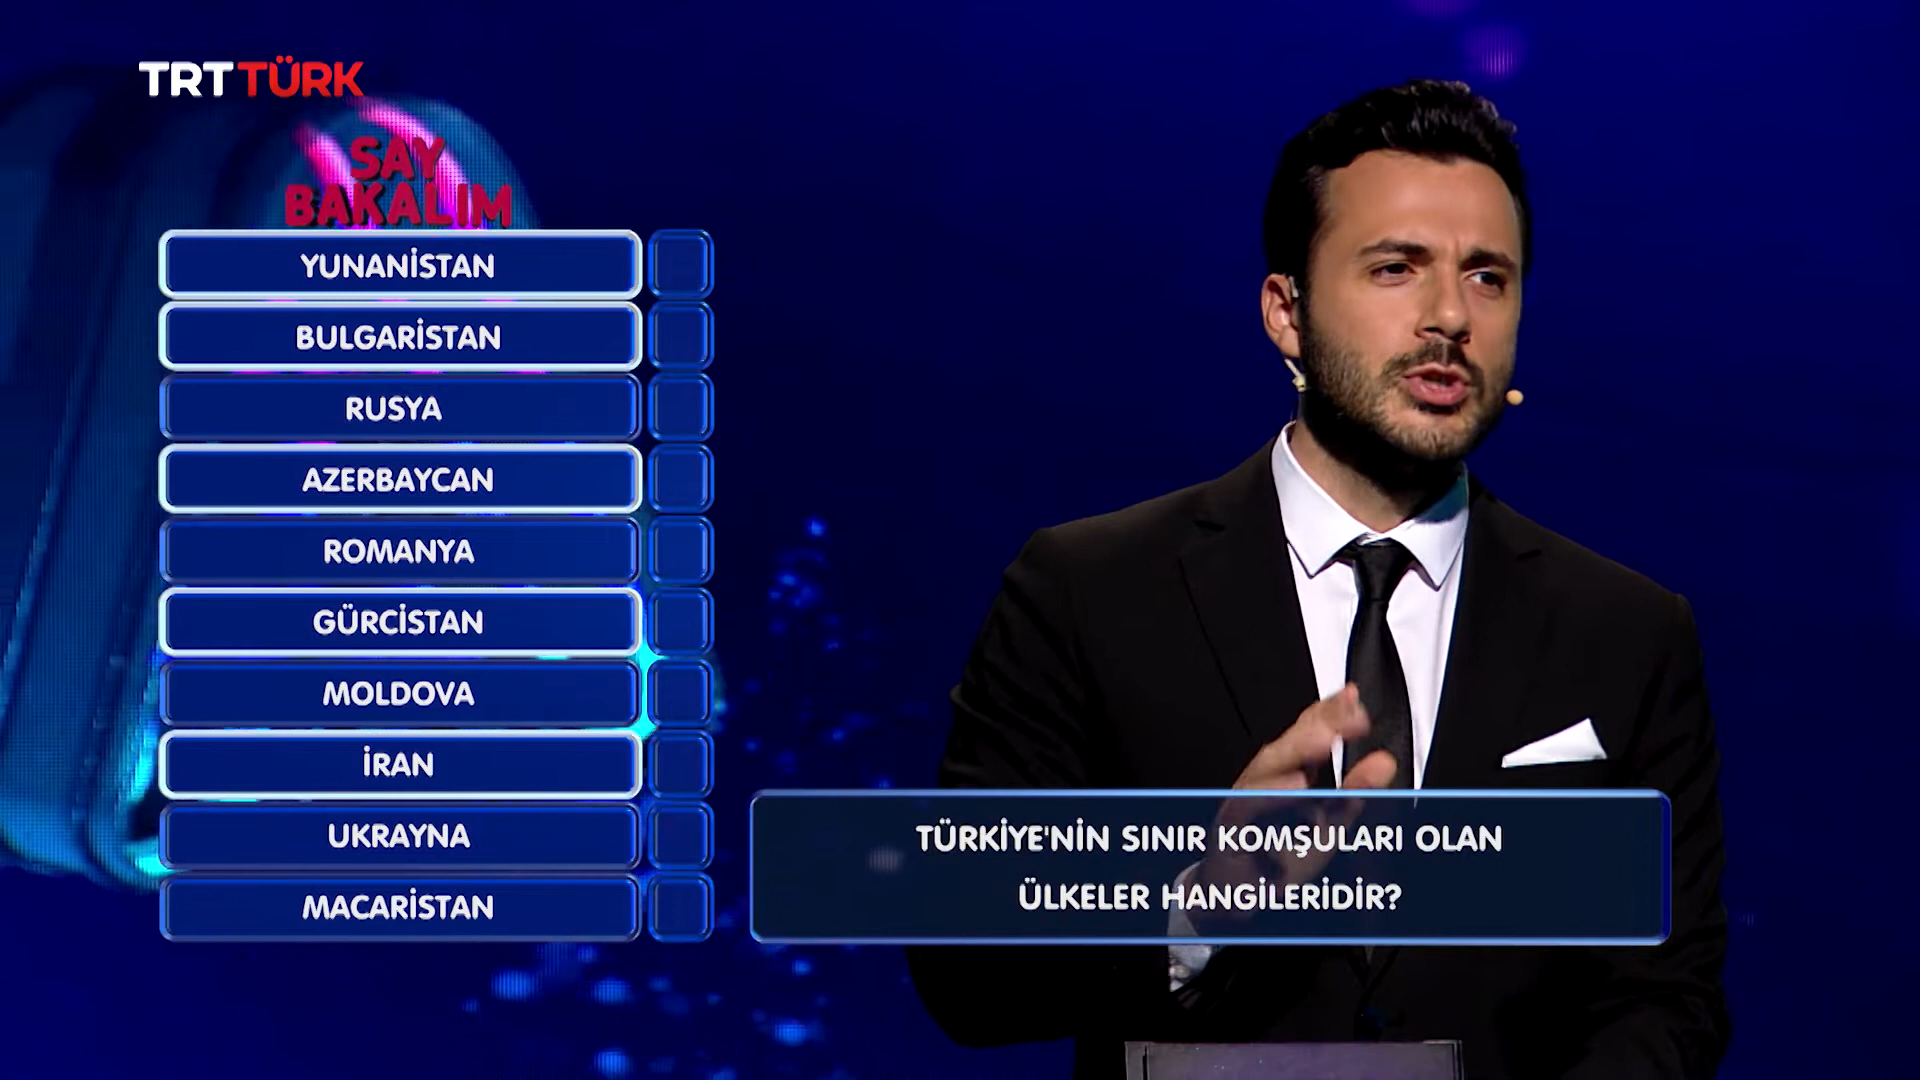 TRT TÜRK
SAY
BAKALIM
YUNANİSTAN
BULGARİSTAN
RUSYA
AZERBAYCAN
ROMANYA
GÜRCİSTAN
MOLDOVA
İRAN
UKRAYNA
MACARİSTAN
TÜRKİYE'NİN SINIR KOMŞULARI OLAN
ÜLKELER HANGİLERİDİR?